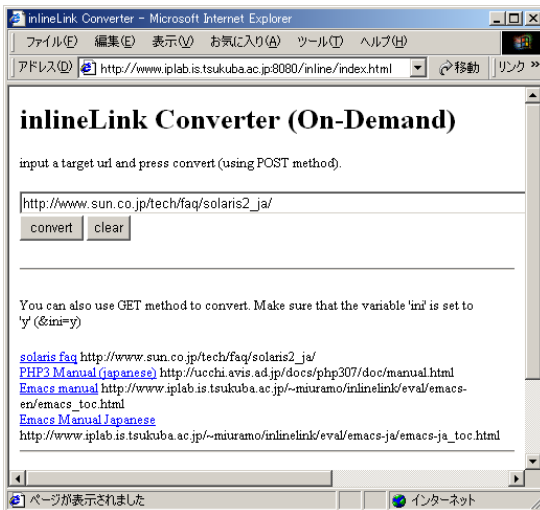 inlineLink Converter - Microsoft Internet Explorer
ファイル(F) 編集(E) 表示(V) お気に入り(A) ツール(T) ヘルプ(H)
アドレス(D) http://www.iplab.is.tsukuba.ac.jp:8080/inline/index.html 移動 リンク »
inlineLink Converter (On-Demand)
input a target url and press convert (using POST method).
http://www.sun.co.jp/tech/faq/solaris2_ja/
convert clear
You can also use GET method to convert. Make sure that the variable 'ini' is set to
'y' (&ini=y)
solaris faq http://www.sun.co.jp/tech/faq/solaris2_ja/
PHP3 Manual (japanese) http://ucchi.avis.ad.jp/docs/php307/doc/manual.html
Emacs manual http://www.iplab.is.tsukuba.ac.jp/~miuramo/inlinelink/eval/emacs-
en/emacs_toc.html
Emacs Manual Japanese
http://www.iplab.is.tsukuba.ac.jp/~miuramo/inlinelink/eval/emacs-ja/emacs-ja_toc.html
ページが表示されました インターネット